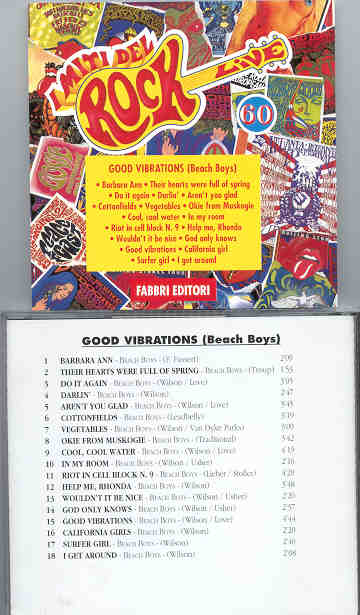 I MITI DEL
ROCK
LIVE
60
GOOD VIBRATIONS (Beach Boys)
• Barbara Ann • Their hearts were full of spring
• Do it again • Darlin' • Aren't you glad
• Cottonfields • Vegetables • Okie from Muskogie
• Cool, cool water • In my room
• Riot in cell block N. 9 • Help me, Rhonda
• Wouldn't it be nice • God only knows
• Good vibrations • California girl
• Surfer girl • I got around
FABBRI EDITORI
GOOD VIBRATIONS (Beach Boys)
1 BARBARA ANN - BEACH BOYS - (F. Fassert) 2'09
2 THEIR HEARTS WERE FULL OF SPRING - BEACH BOYS - (Troup) 1'55
3 DO IT AGAIN - BEACH BOYS - (Wilson / Love) 3'05
4 DARLIN' - BEACH BOYS - (Wilson) 2'47
5 AREN'T YOU GLAD - BEACH BOYS - (Wilson / Love)
6 COTTONFIELDS - BEACH BOYS - (Leadbelly) 3'19
7 VEGETABLES - BEACH BOYS - (Wilson / Van Dyke Parks)
8 OKIE FROM MUSKOGIE - BEACH BOYS - (Traditional) 3'42
9 COOL, COOL WATER - BEACH BOYS - (Wilson / Love) 4'15
10 IN MY ROOM - BEACH BOYS - (Wilson / Usher) 2'16
11 RIOT IN CELL BLOCK N. 9 - BEACH BOYS - (Lieber / Stoller) 4'28
12 HELP ME, RHONDA - BEACH BOYS - (Wilson)
13 WOULDN'T IT BE NICE - BEACH BOYS - (Wilson / Usher) 2'20
14 GOD ONLY KNOWS - BEACH BOYS - (Wilson / Usher) 2'57
15 GOOD VIBRATIONS - BEACH BOYS - (Wilson / Love) 4'44
16 CALIFORNIA GIRLS - BEACH BOYS - (Wilson) 2'20
17 SURFER GIRL - BEACH BOYS - (Wilson)
18 I GET AROUND - BEACH BOYS - (Wilson) 2'08